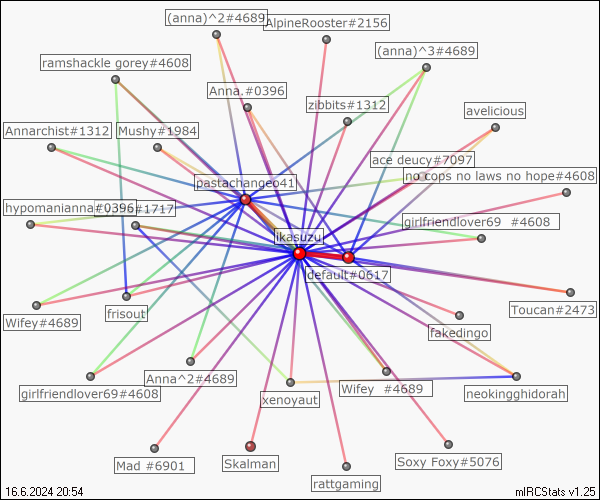 (anna)^2#4689
AlpineRooster#2156
(anna)^3#4689
ramshackle gorey#4608
Anna.#0396
zibbits#1312
avelicious
Annarchist#1312
Mushy#1984
ace deucy#7097
no cops no laws no hope#4608
pastachangeo41
hypomanianna#0396
#1717
girlfriendlover69 #4608
ikasuzu
default#0617
Wifey#4689
frisout
Toucan#2473
fakedingo
Anna^2#4689
girlfriendlover69#4608
xenoyaut
Wifey #4689
neokingghidorah
Mad #6901
Skalman
rattgaming
Soxy Foxy#5076
16.6.2024 20:54
mIRCStats v1.25